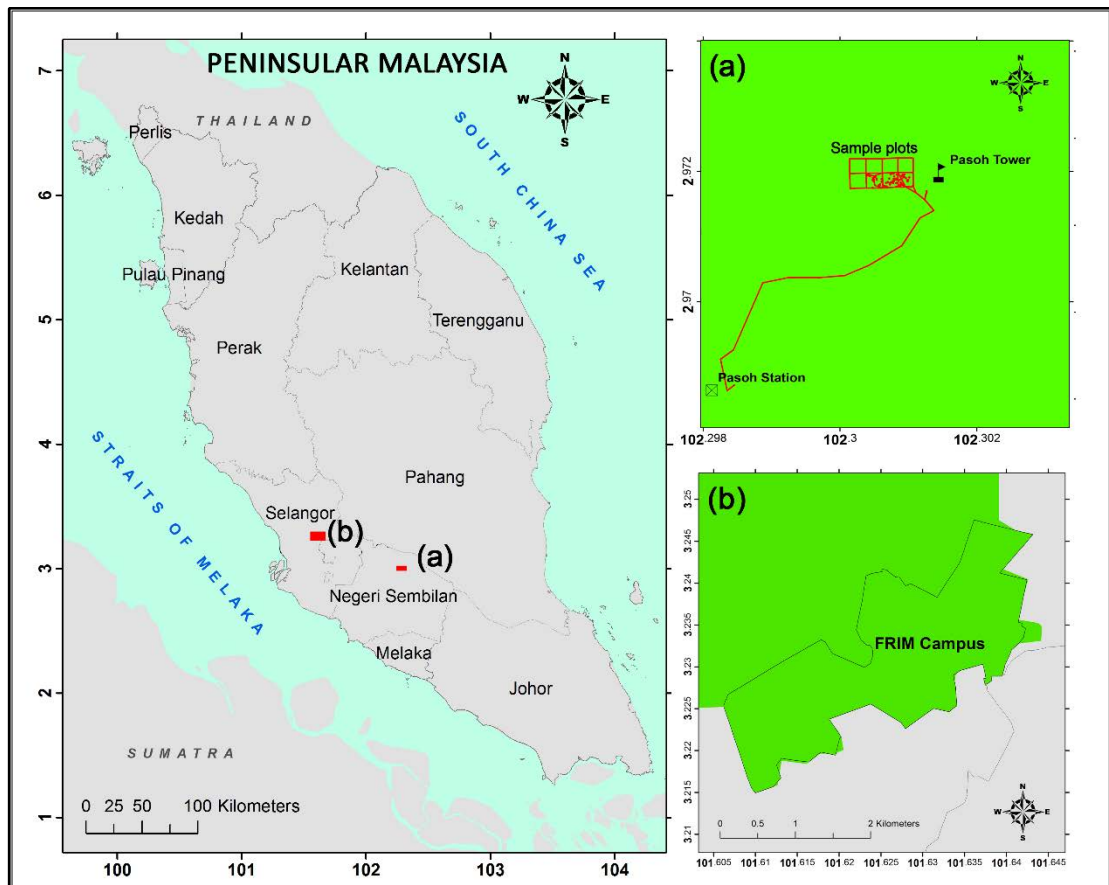 PENINSULAR MALAYSIA
N
W E
S
THAILAND
SOUTH CHINA SEA
STRAITS OF MELAKA
SUMATRA
Perlis
Kedah
Pulau Pinang
Kelantan
Terengganu
Perak
Pahang
Selangor
(b)
(a)
Negeri Sembilan
Melaka
Johor
7
6
5
4
3
2
1
0 25 50 100 Kilometers
100 101 102 103 104
(a)
N
W E
S
Sample plots
Pasoh Tower
Pasoh Station
2.972
2.97
102.298 102.3 102.302
(b)
FRIM Campus
3.25
3.245
3.24
3.235
3.23
3.225
3.22
3.215
3.21
N
W E
S
0 0.5 1 2 Kilometers
101.605 101.61 101.615 101.62 101.625 101.63 101.635 101.64 101.645